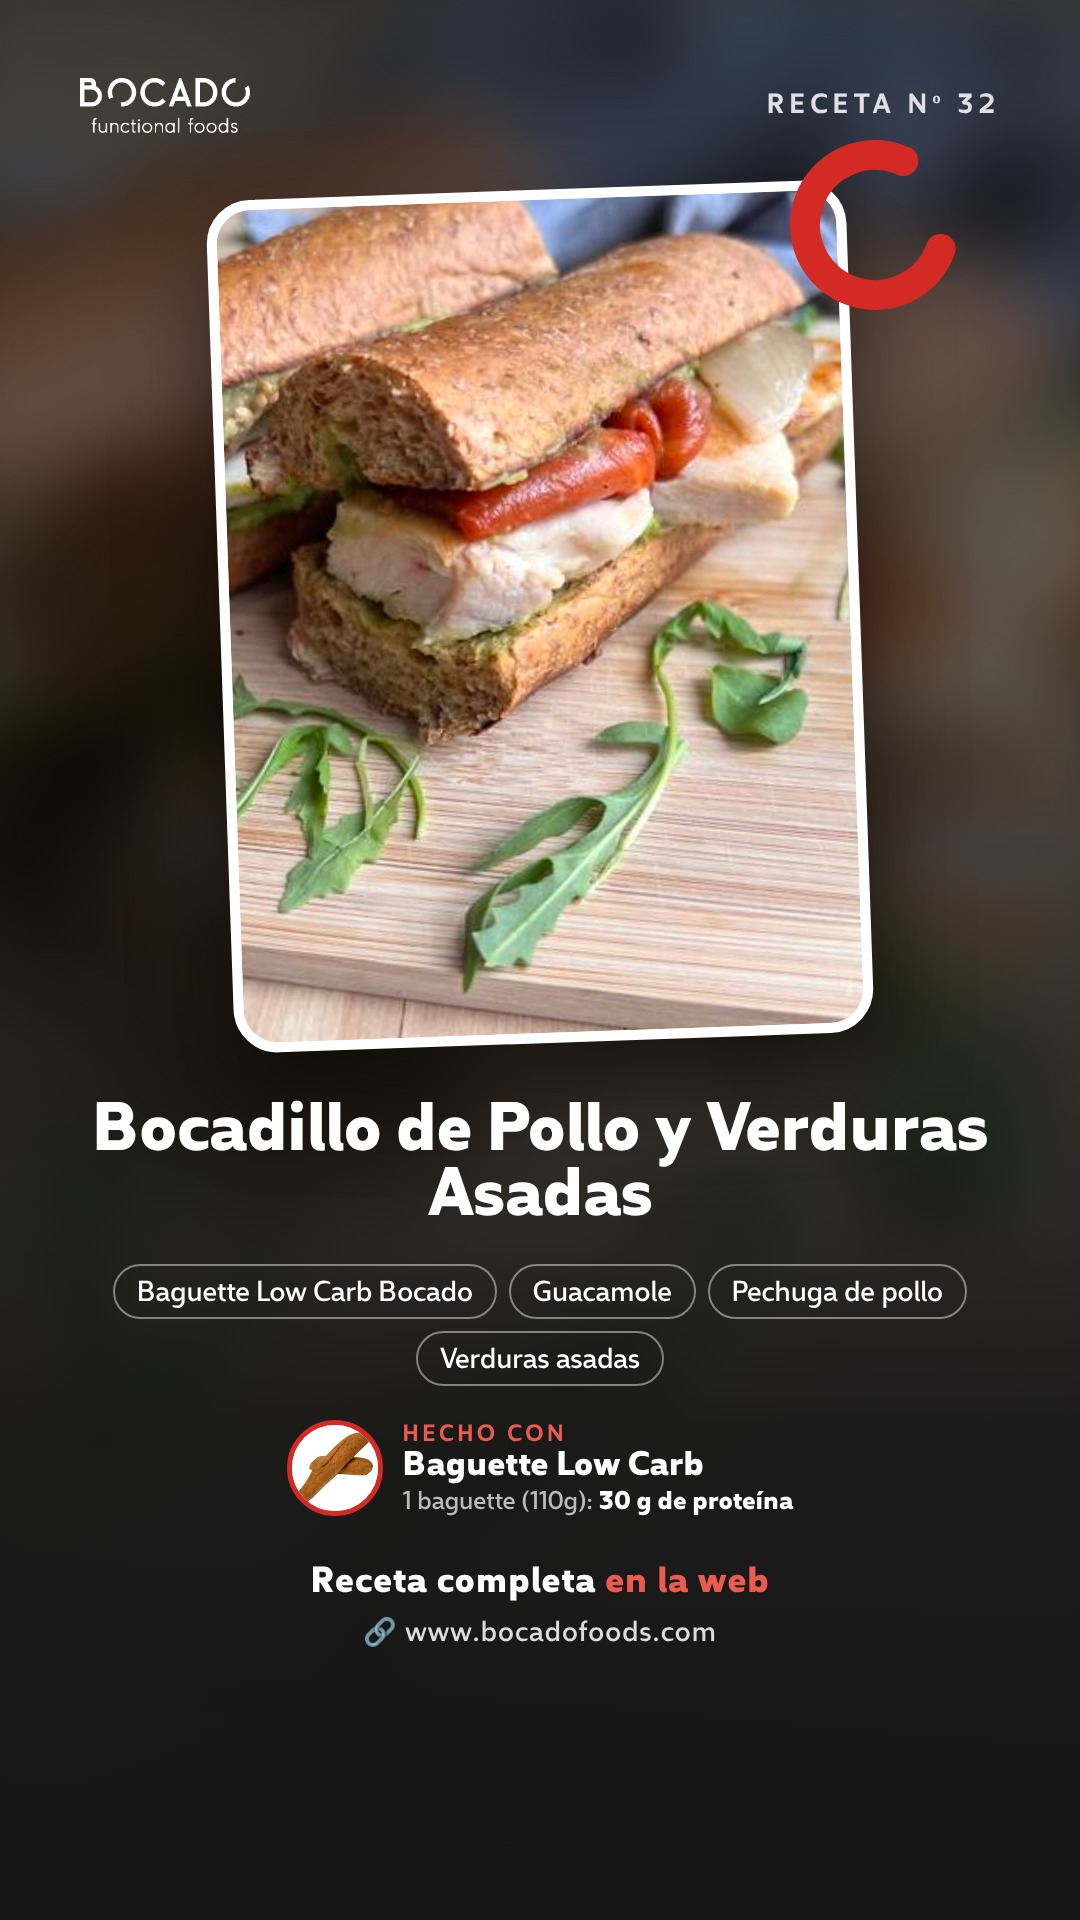 BOCADO
functional foods
RECETA Nº 32
Bocadillo de Pollo y Verduras
Asadas
Baguette Low Carb Bocado
Guacamole
Pechuga de pollo
Verduras asadas
HECHO CON
Baguette Low Carb
1 baguette (110g): 30 g de proteína
Receta completa en la web
🔗 www.bocadofoods.com